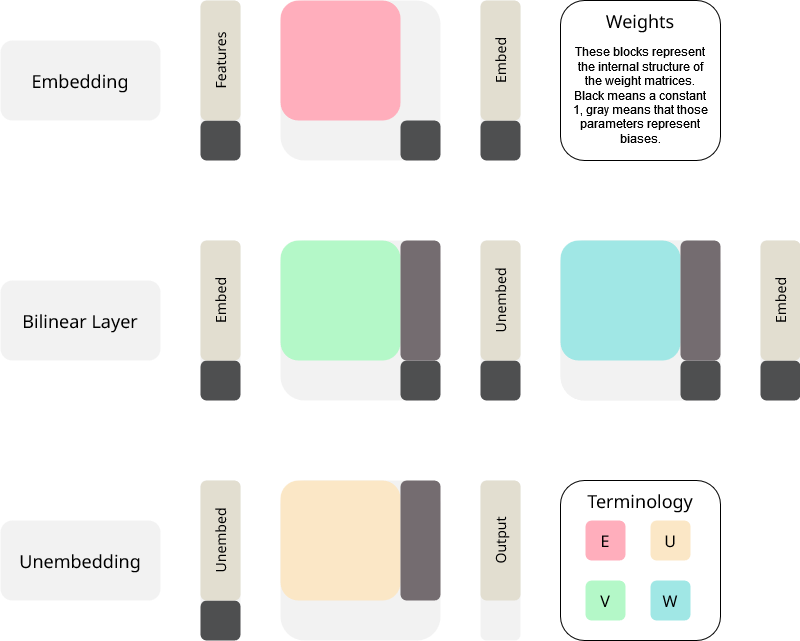 Embedding
Features
Embed
Weights
These blocks represent
the internal structure of
the weight matrices.
Black means a constant
1, gray means that those
parameters represent
biases.
Bilinear Layer
Embed
Unembed
Embed
Unembedding
Unembed
Output
Terminology
E U
V W